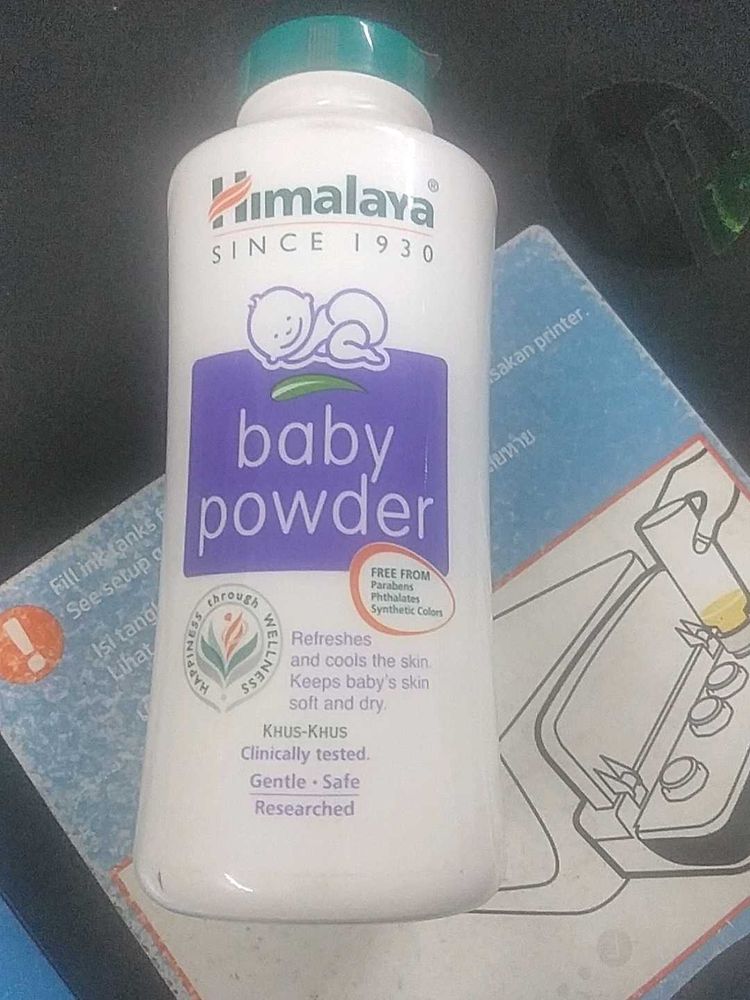 Himalaya®
SINCE 1930
baby
powder
FREE FROM
Parabens
Phthalates
Synthetic Colors
HAPPINESS through WELLNESS
Refreshes
and cools the skin.
Keeps baby's skin
soft and dry.
KHUS-KHUS
Clinically tested.
Gentle • Safe
Researched
Fill ink tanks
See setup
Isi
Lihat
printer.
hp